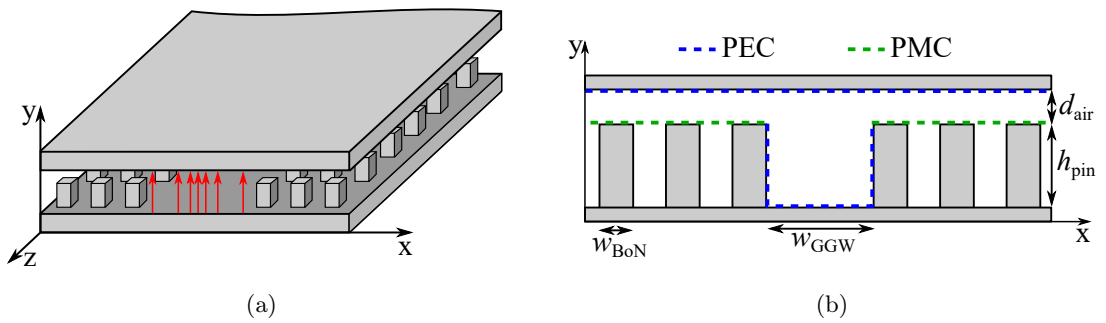 y
x
z
(a)
y
PEC
PMC
d_air
h_pin
x
w_BoN
w_GGW
(b)